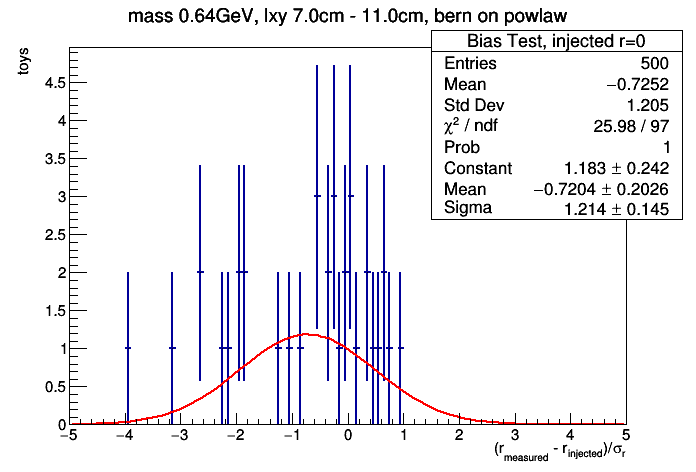 mass 0.64GeV, lxy 7.0cm - 11.0cm, bern on powlaw
Bias Test, injected r=0
Entries 500
Mean −0.7252
Std Dev 1.205
χ² / ndf 25.98 / 97
Prob 1
Constant 1.183 ± 0.242
Mean −0.7204 ± 0.2026
Sigma 1.214 ± 0.145
toys
4.5
4
3.5
3
2.5
2
1.5
1
0.5
0
−5 −4 −3 −2 −1 0 1 2 3 4 5
(r_measured - r_injected)/σ_r